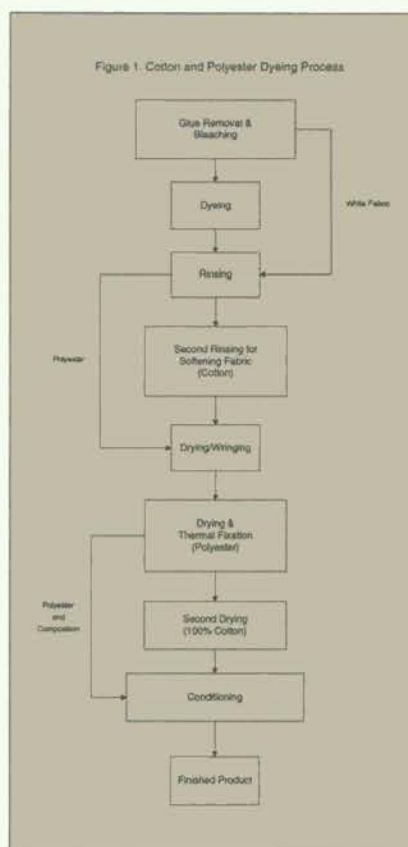 Figure 1. Cotton and Polyester Dyeing Process
Glue Removal &
Bleaching
White Fabric
Dyeing
Rinsing
Polyester
Second Rinsing for
Softening Fabric
(Cotton)
Drying/Wringing
Drying &
Thermal Fixation
(Polyester)
Polyester
and
Composition
Second Drying
(100% Cotton)
Conditioning
Finished Product